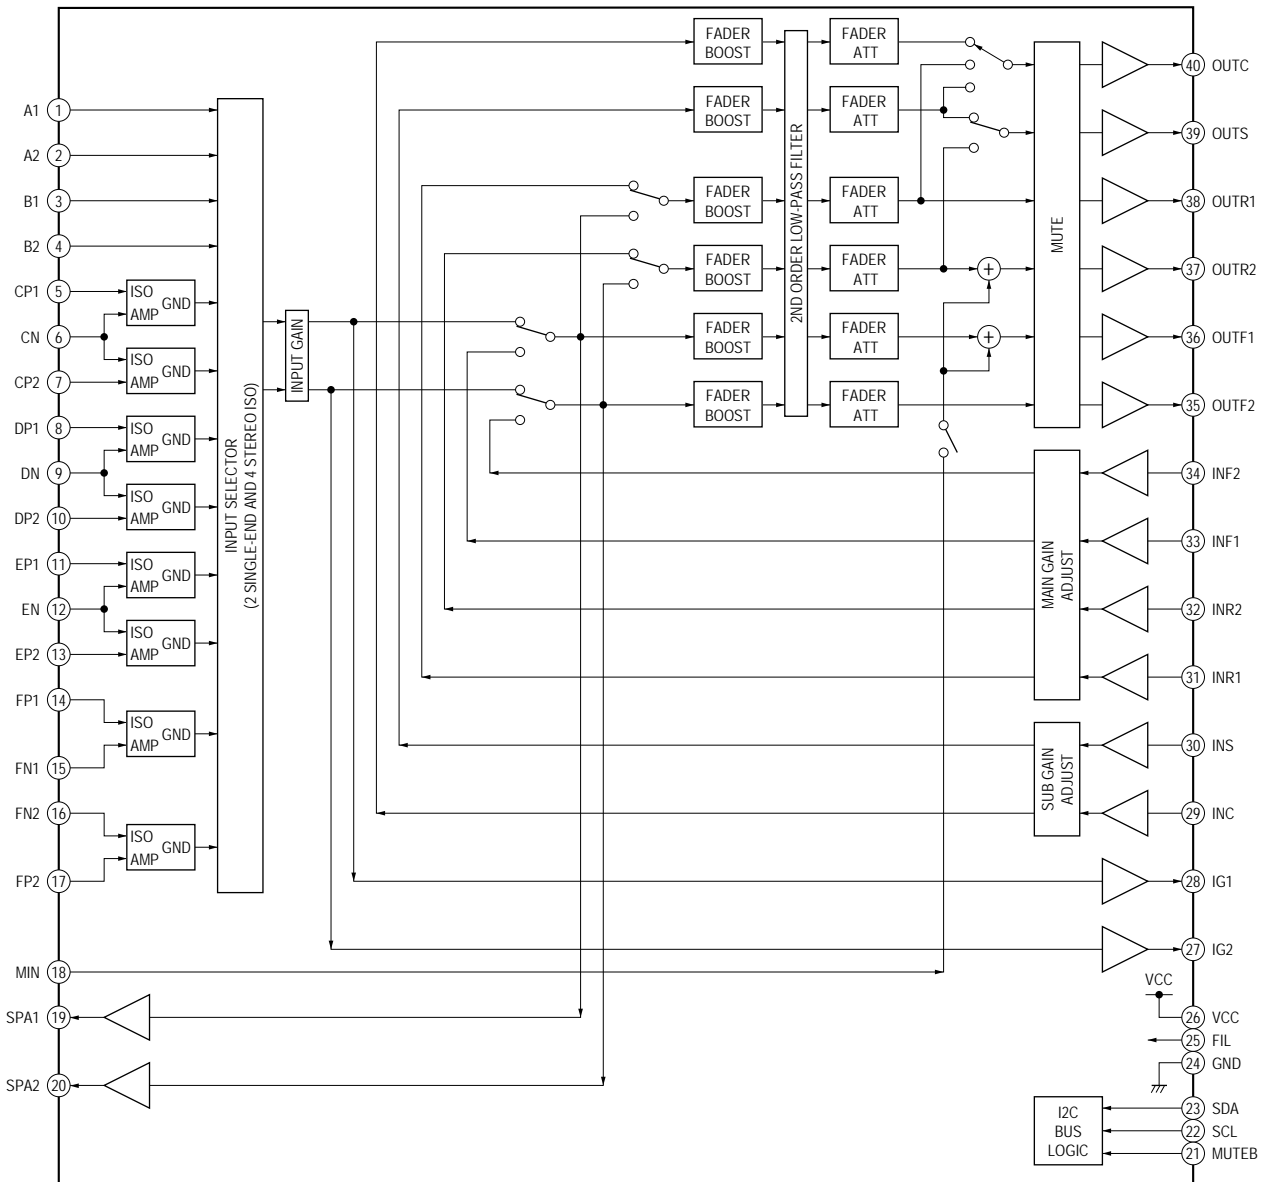 FADER
BOOST
FADER
ATT
40 OUTC
A1 1
FADER
BOOST
FADER
ATT
39 OUTS
A2 2
B1 3
FADER
BOOST
FADER
ATT
38 OUTR1
B2 4
FADER
BOOST
FADER
ATT
+
37 OUTR2
CP1 5
ISO
AMP
GND
CN 6
FADER
BOOST
FADER
ATT
+
36 OUTF1
CP2 7
ISO
AMP
GND
FADER
BOOST
FADER
ATT
35 OUTF2
2ND ORDER LOW-PASS FILTER
MUTE
INPUT GAIN
INPUT SELECTOR
(2 SINGLE-END AND 4 STEREO ISO)
DP1 8
ISO
AMP
GND
DN 9
34 INF2
DP2 10
ISO
AMP
GND
33 INF1
EP1 11
ISO
AMP
GND
MAIN GAIN
ADJUST
EN 12
32 INR2
EP2 13
ISO
AMP
GND
31 INR1
FP1 14
ISO
AMP
GND
FN1 15
30 INS
SUB GAIN
ADJUST
FN2 16
29 INC
ISO
AMP
GND
FP2 17
28 IG1
27 IG2
MIN 18
VCC
SPA1 19
26 VCC
25 FIL
24 GND
SPA2 20
I2C
BUS
LOGIC
23 SDA
22 SCL
21 MUTEB